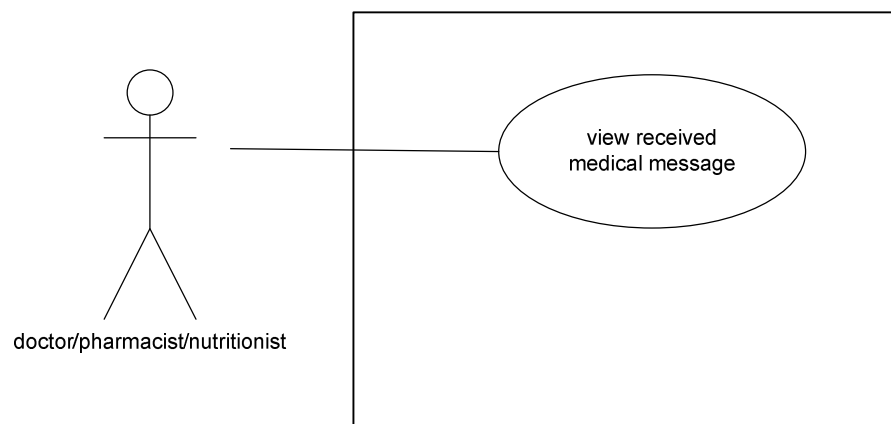 view received
medical message
doctor/pharmacist/nutritionist